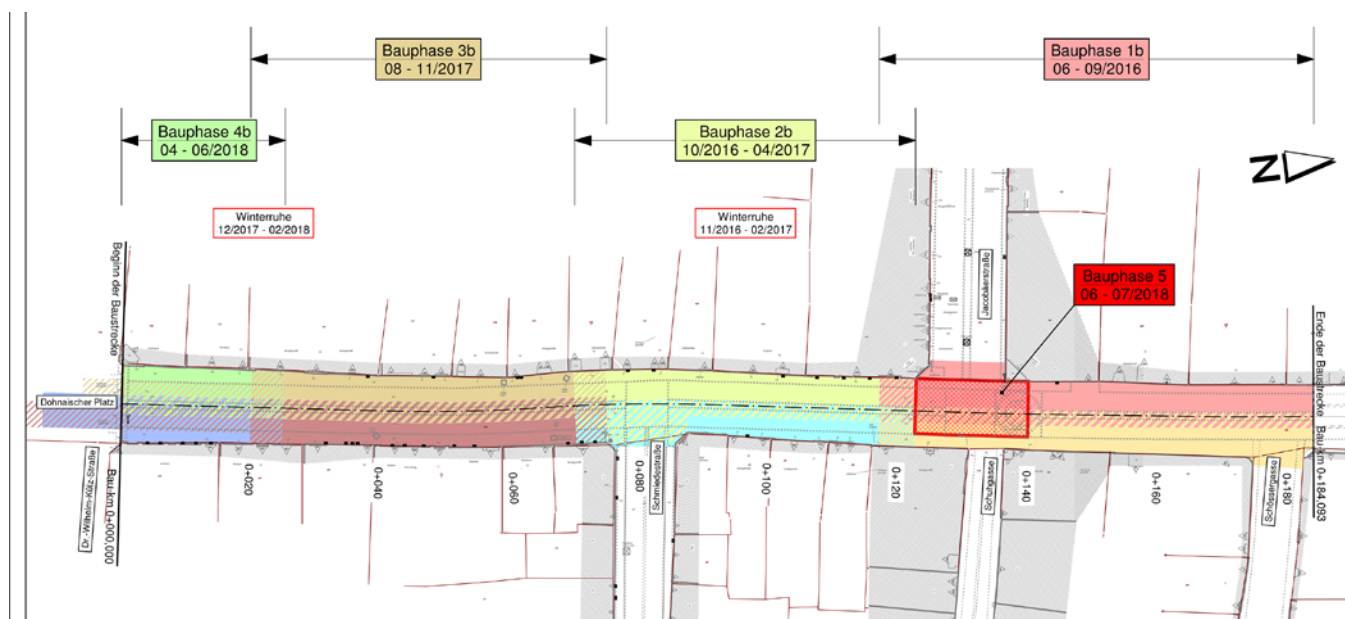 Bauphase 3b
08 - 11/2017
Bauphase 1b
06 - 09/2016
Bauphase 4b
04 - 06/2018
Bauphase 2b
10/2016 - 04/2017
N
Winterruhe
12/2017 - 02/2018
Winterruhe
11/2016 - 02/2017
Bauphase 5
06 - 07/2018
Beginn der Baustrecke
Jacobäerstraße
Ende der Baustrecke
Dohnaischer Platz
Dr.-Wilhelm-Külz-Straße
Bau-km 0+000,000
0+020
0+040
0+060
0+080
Schmiedestraße
0+100
0+120
Schuhgasse
0+140
0+160
Schössergasse
0+180
Bau-km 0+184,093